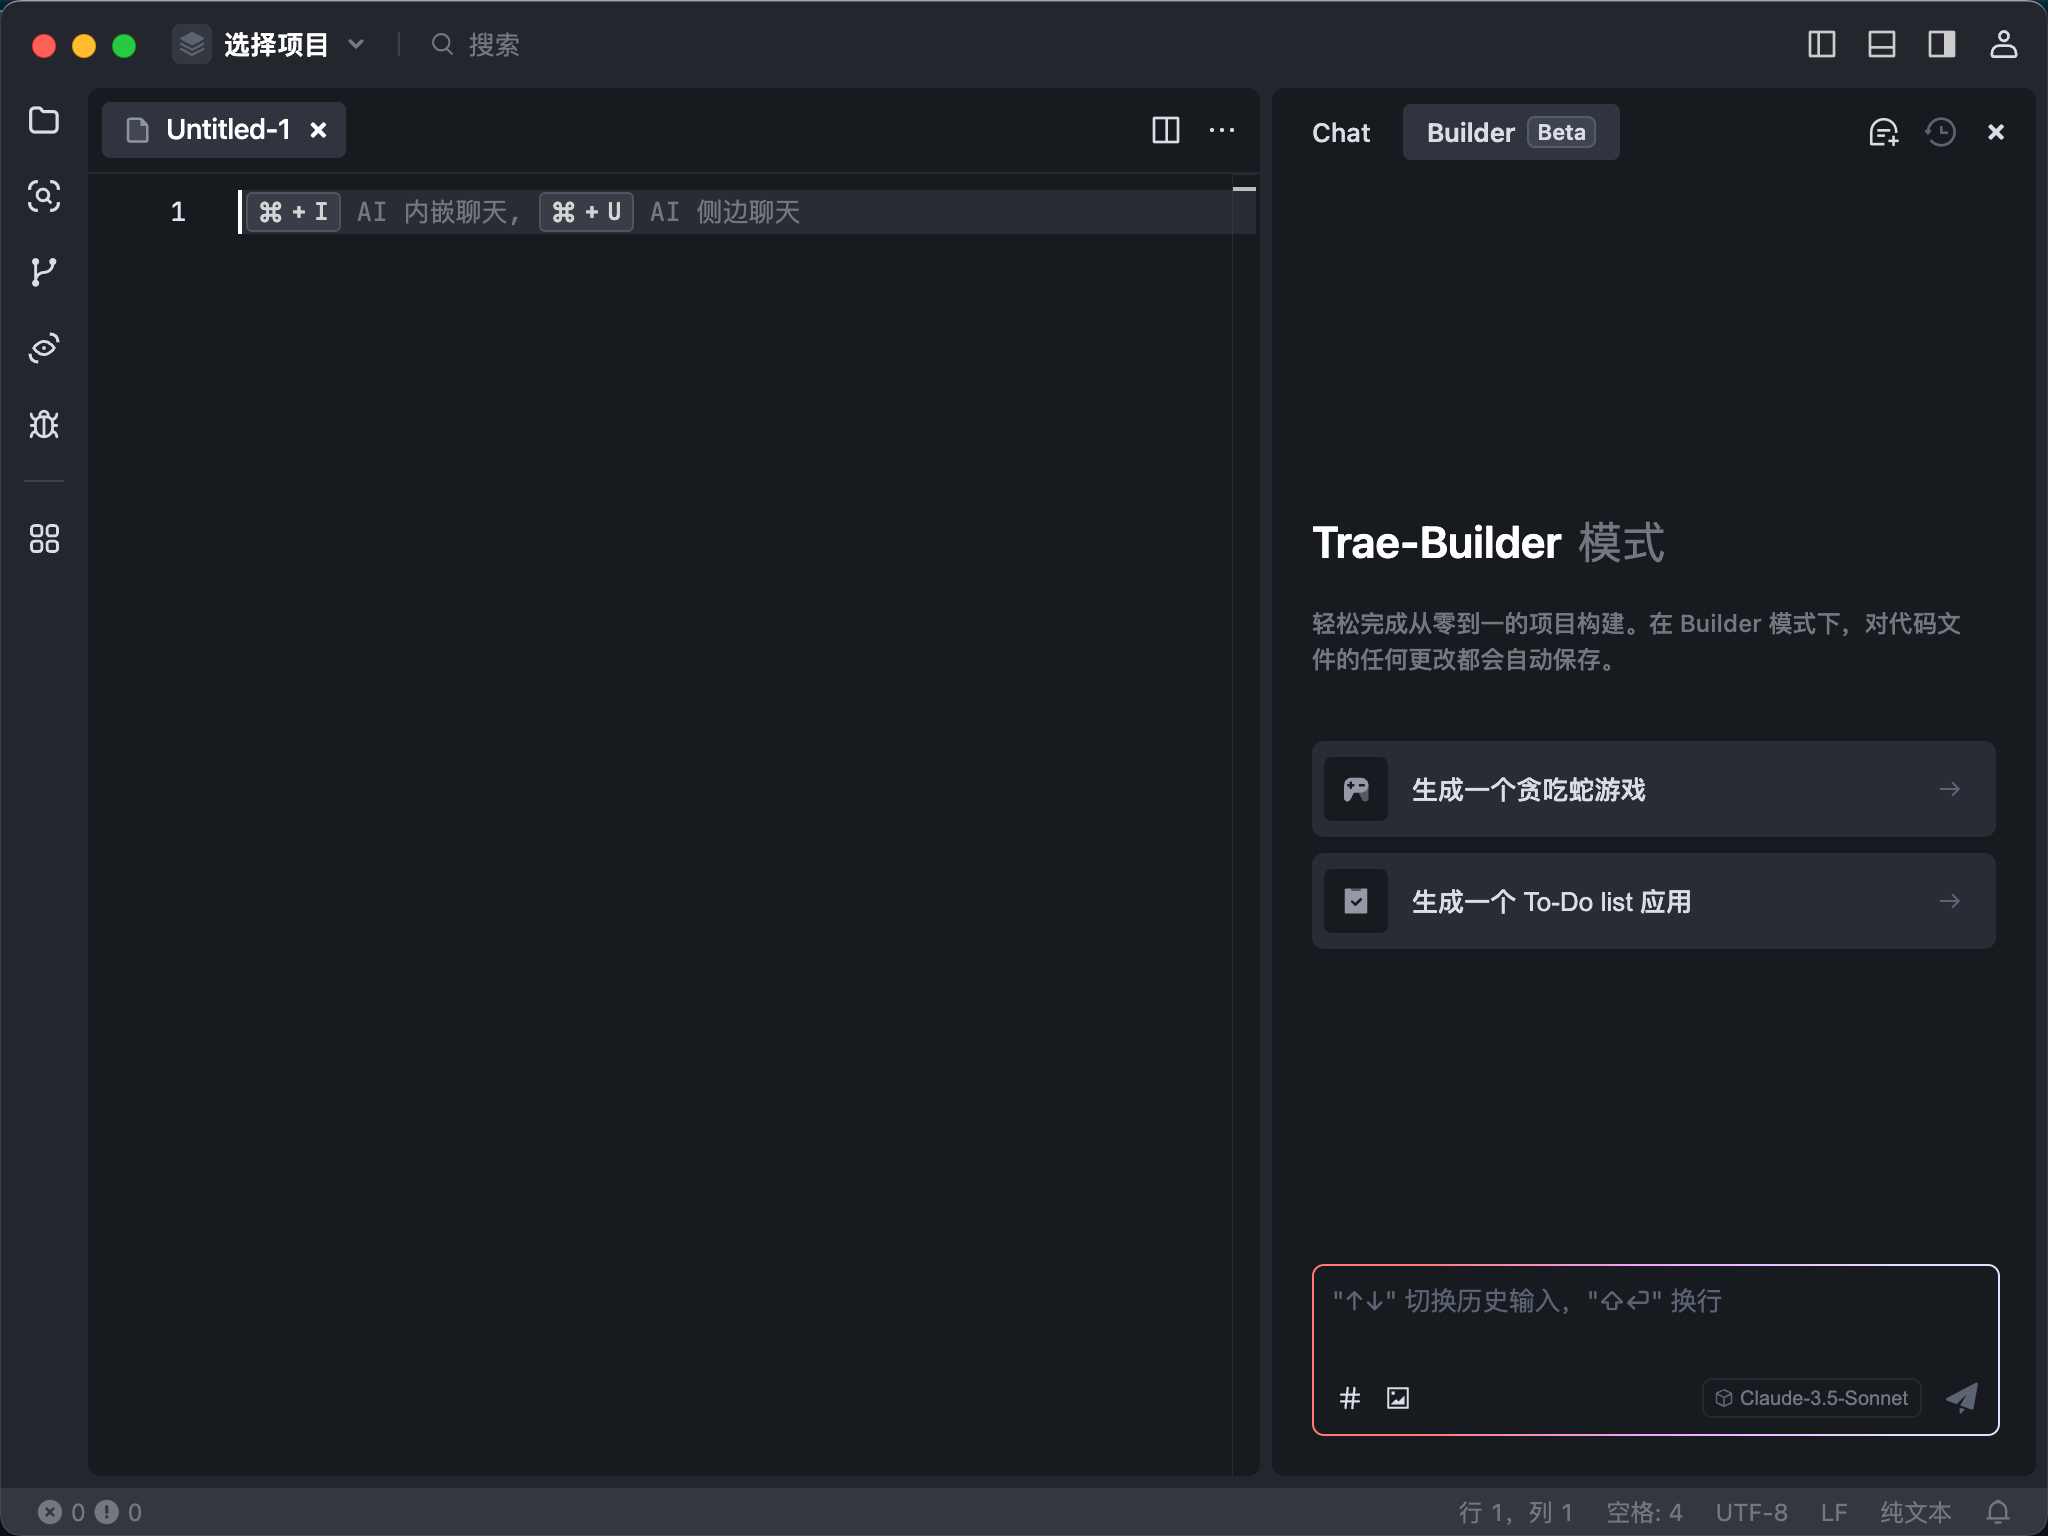 选择项目
搜索
Untitled-1
1
⌘ + I AI 内嵌聊天, ⌘ + U AI 侧边聊天
Chat
Builder Beta
Trae-Builder 模式
轻松完成从零到一的项目构建。在 Builder 模式下，对代码文
件的任何更改都会自动保存。
生成一个贪吃蛇游戏
生成一个 To-Do list 应用
"↑↓" 切换历史输入，"⇧⏎" 换行
Claude-3.5-Sonnet
0 0
行 1，列 1 空格: 4 UTF-8 LF 纯文本